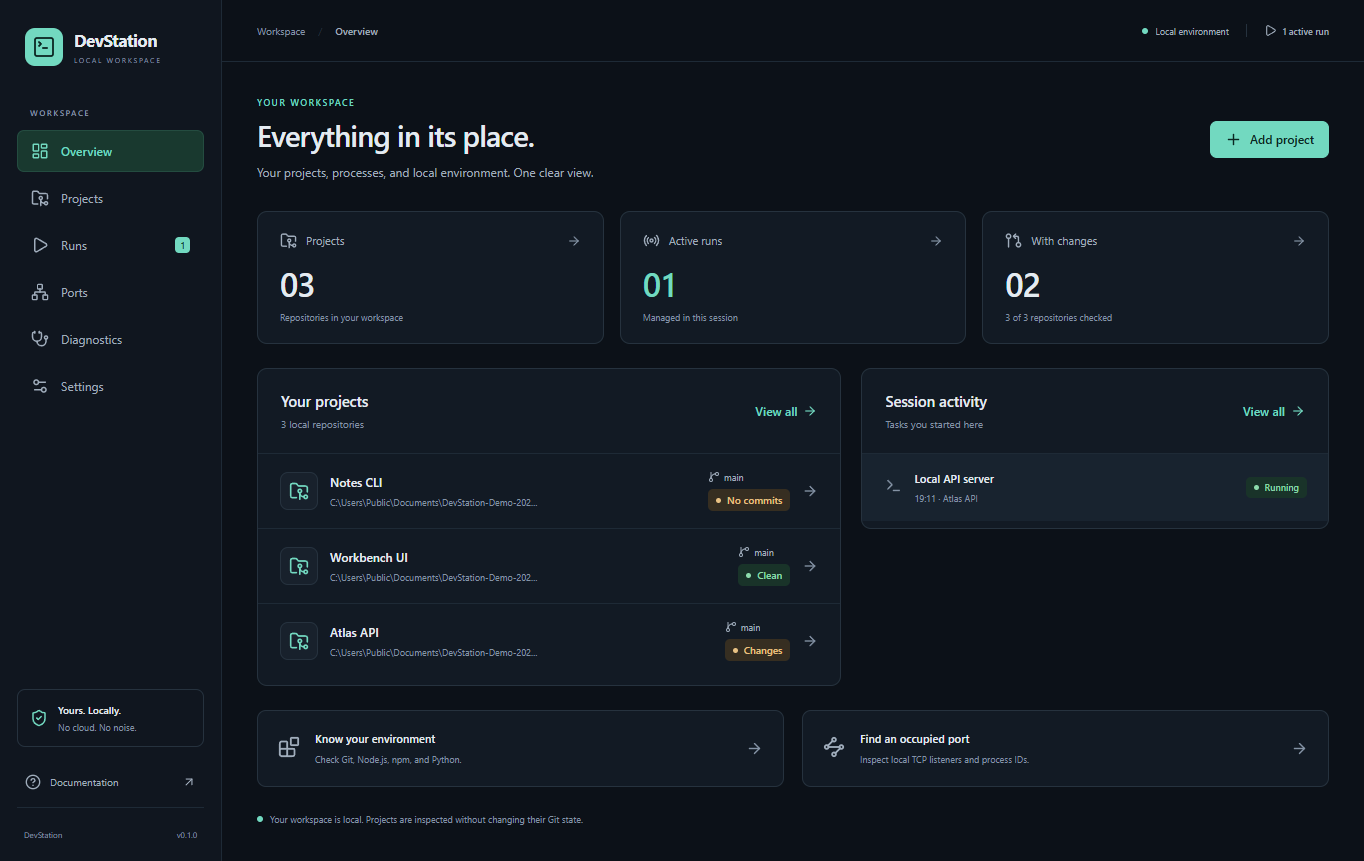 DevStation
LOCAL WORKSPACE
WORKSPACE
Overview
Projects
Runs 1
Ports
Diagnostics
Settings
Yours. Locally.
No cloud. No noise.
Documentation
DevStation v0.1.0
Workspace / Overview
Local environment
1 active run
YOUR WORKSPACE
Everything in its place.
Your projects, processes, and local environment. One clear view.
Add project
Projects
03
Repositories in your workspace
Active runs
01
Managed in this session
With changes
02
3 of 3 repositories checked
Your projects
3 local repositories
View all
Notes CLI
C:\Users\Public\Documents\DevStation-Demo-202...
main
No commits
Workbench UI
C:\Users\Public\Documents\DevStation-Demo-202...
main
Clean
Atlas API
C:\Users\Public\Documents\DevStation-Demo-202...
main
Changes
Session activity
Tasks you started here
View all
Local API server
19:11 · Atlas API
Running
Know your environment
Check Git, Node.js, npm, and Python.
Find an occupied port
Inspect local TCP listeners and process IDs.
Your workspace is local. Projects are inspected without changing their Git state.